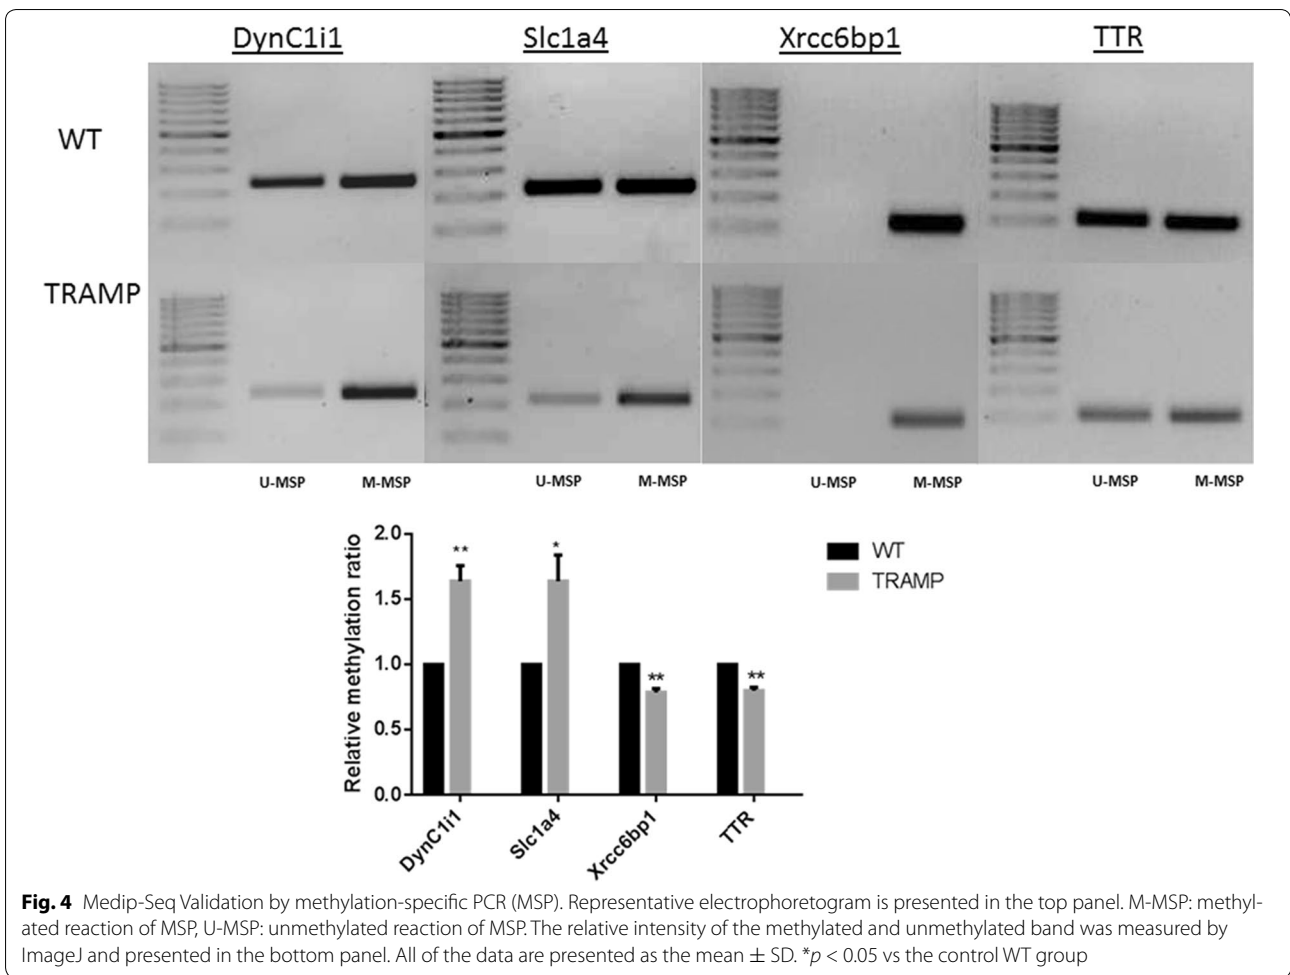 DynC1i1 Slc1a4 Xrcc6bp1 TTR
WT
TRAMP
U-MSP M-MSP U-MSP M-MSP U-MSP M-MSP U-MSP M-MSP
2.0
1.5
1.0
0.5
0.0
Relative methylation ratio
** * ** **
WT
TRAMP
DynC1i1 Slc1a4 Xrcc6bp1 TTR
Fig. 4 Medip-Seq Validation by methylation-specific PCR (MSP). Representative electrophoretogram is presented in the top panel. M-MSP: methyl-
ated reaction of MSP, U-MSP: unmethylated reaction of MSP. The relative intensity of the methylated and unmethylated band was measured by
ImageJ and presented in the bottom panel. All of the data are presented as the mean ± SD. *p < 0.05 vs the control WT group